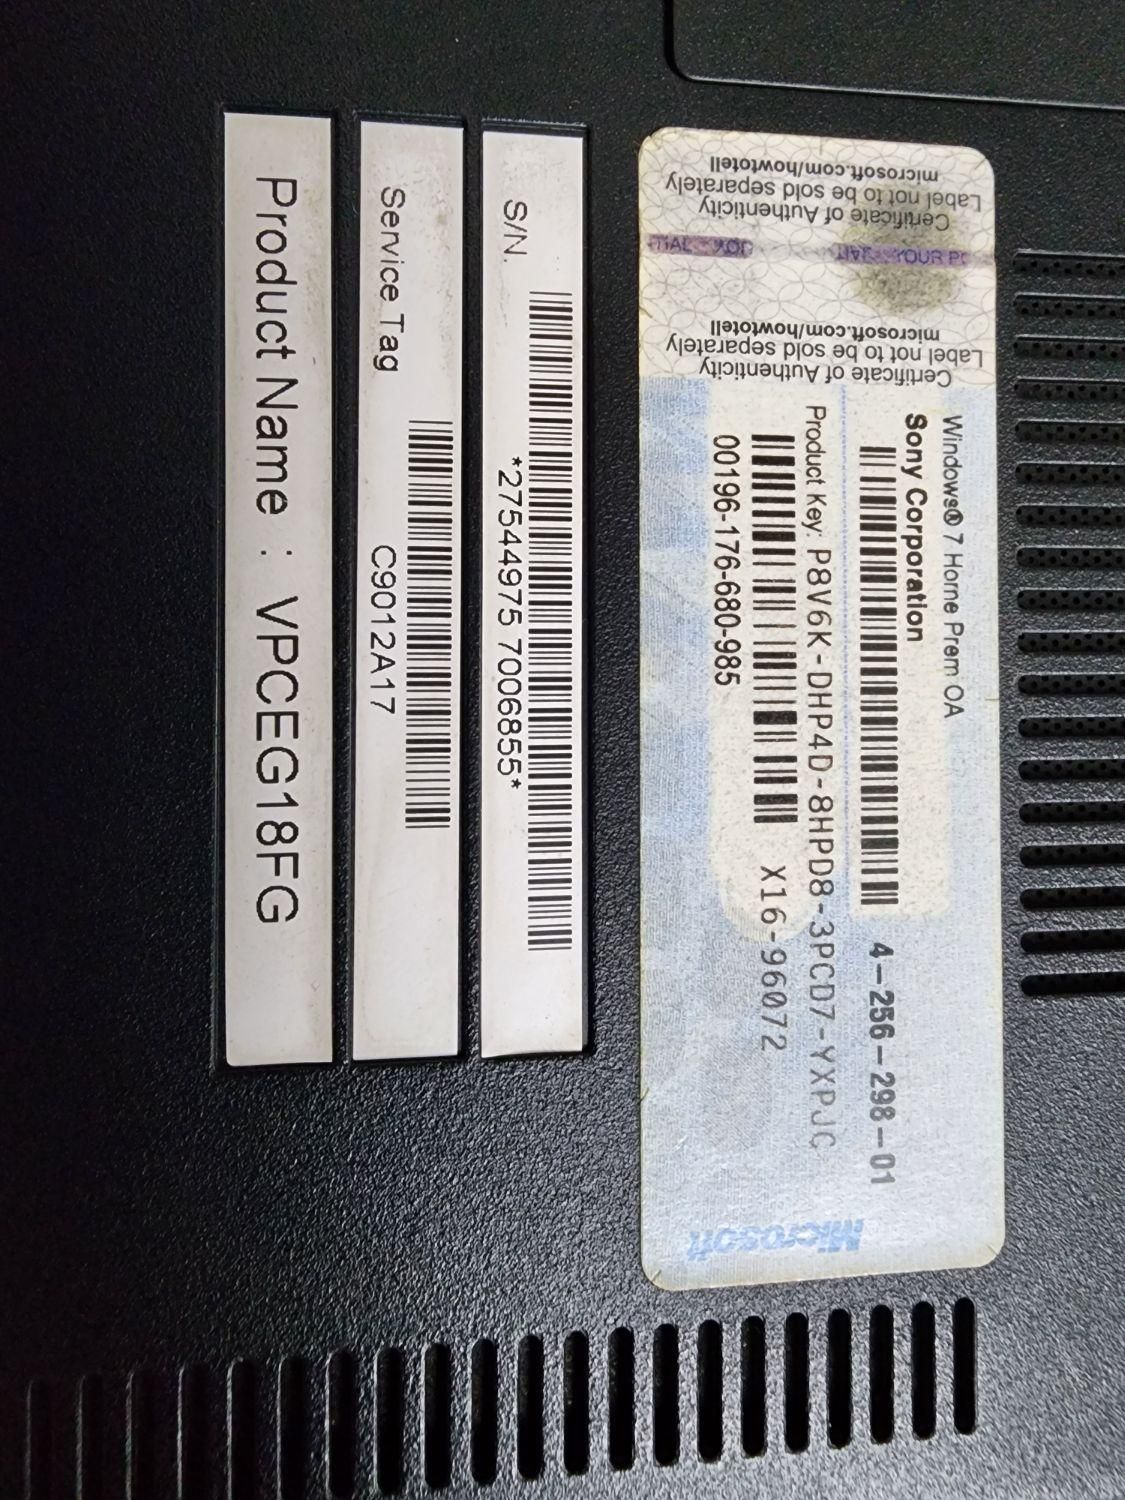 Product Name : VPCEG18FG
Service Tag
C9012A17
S/N.
*27544975 7006855*
Certificate of Authenticity
Label not to be sold separately
microsoft.com/howtotell
Certificate of Authenticity
Label not to be sold separately
microsoft.com/howtotell
Windows® 7 Home Prem OA
Sony Corporation
4-256-298-01
Product Key: P8V6K-DHP4D-8HPD8-3PCD7-YXPJC
X16-96072
00196-176-680-985
Microsoft